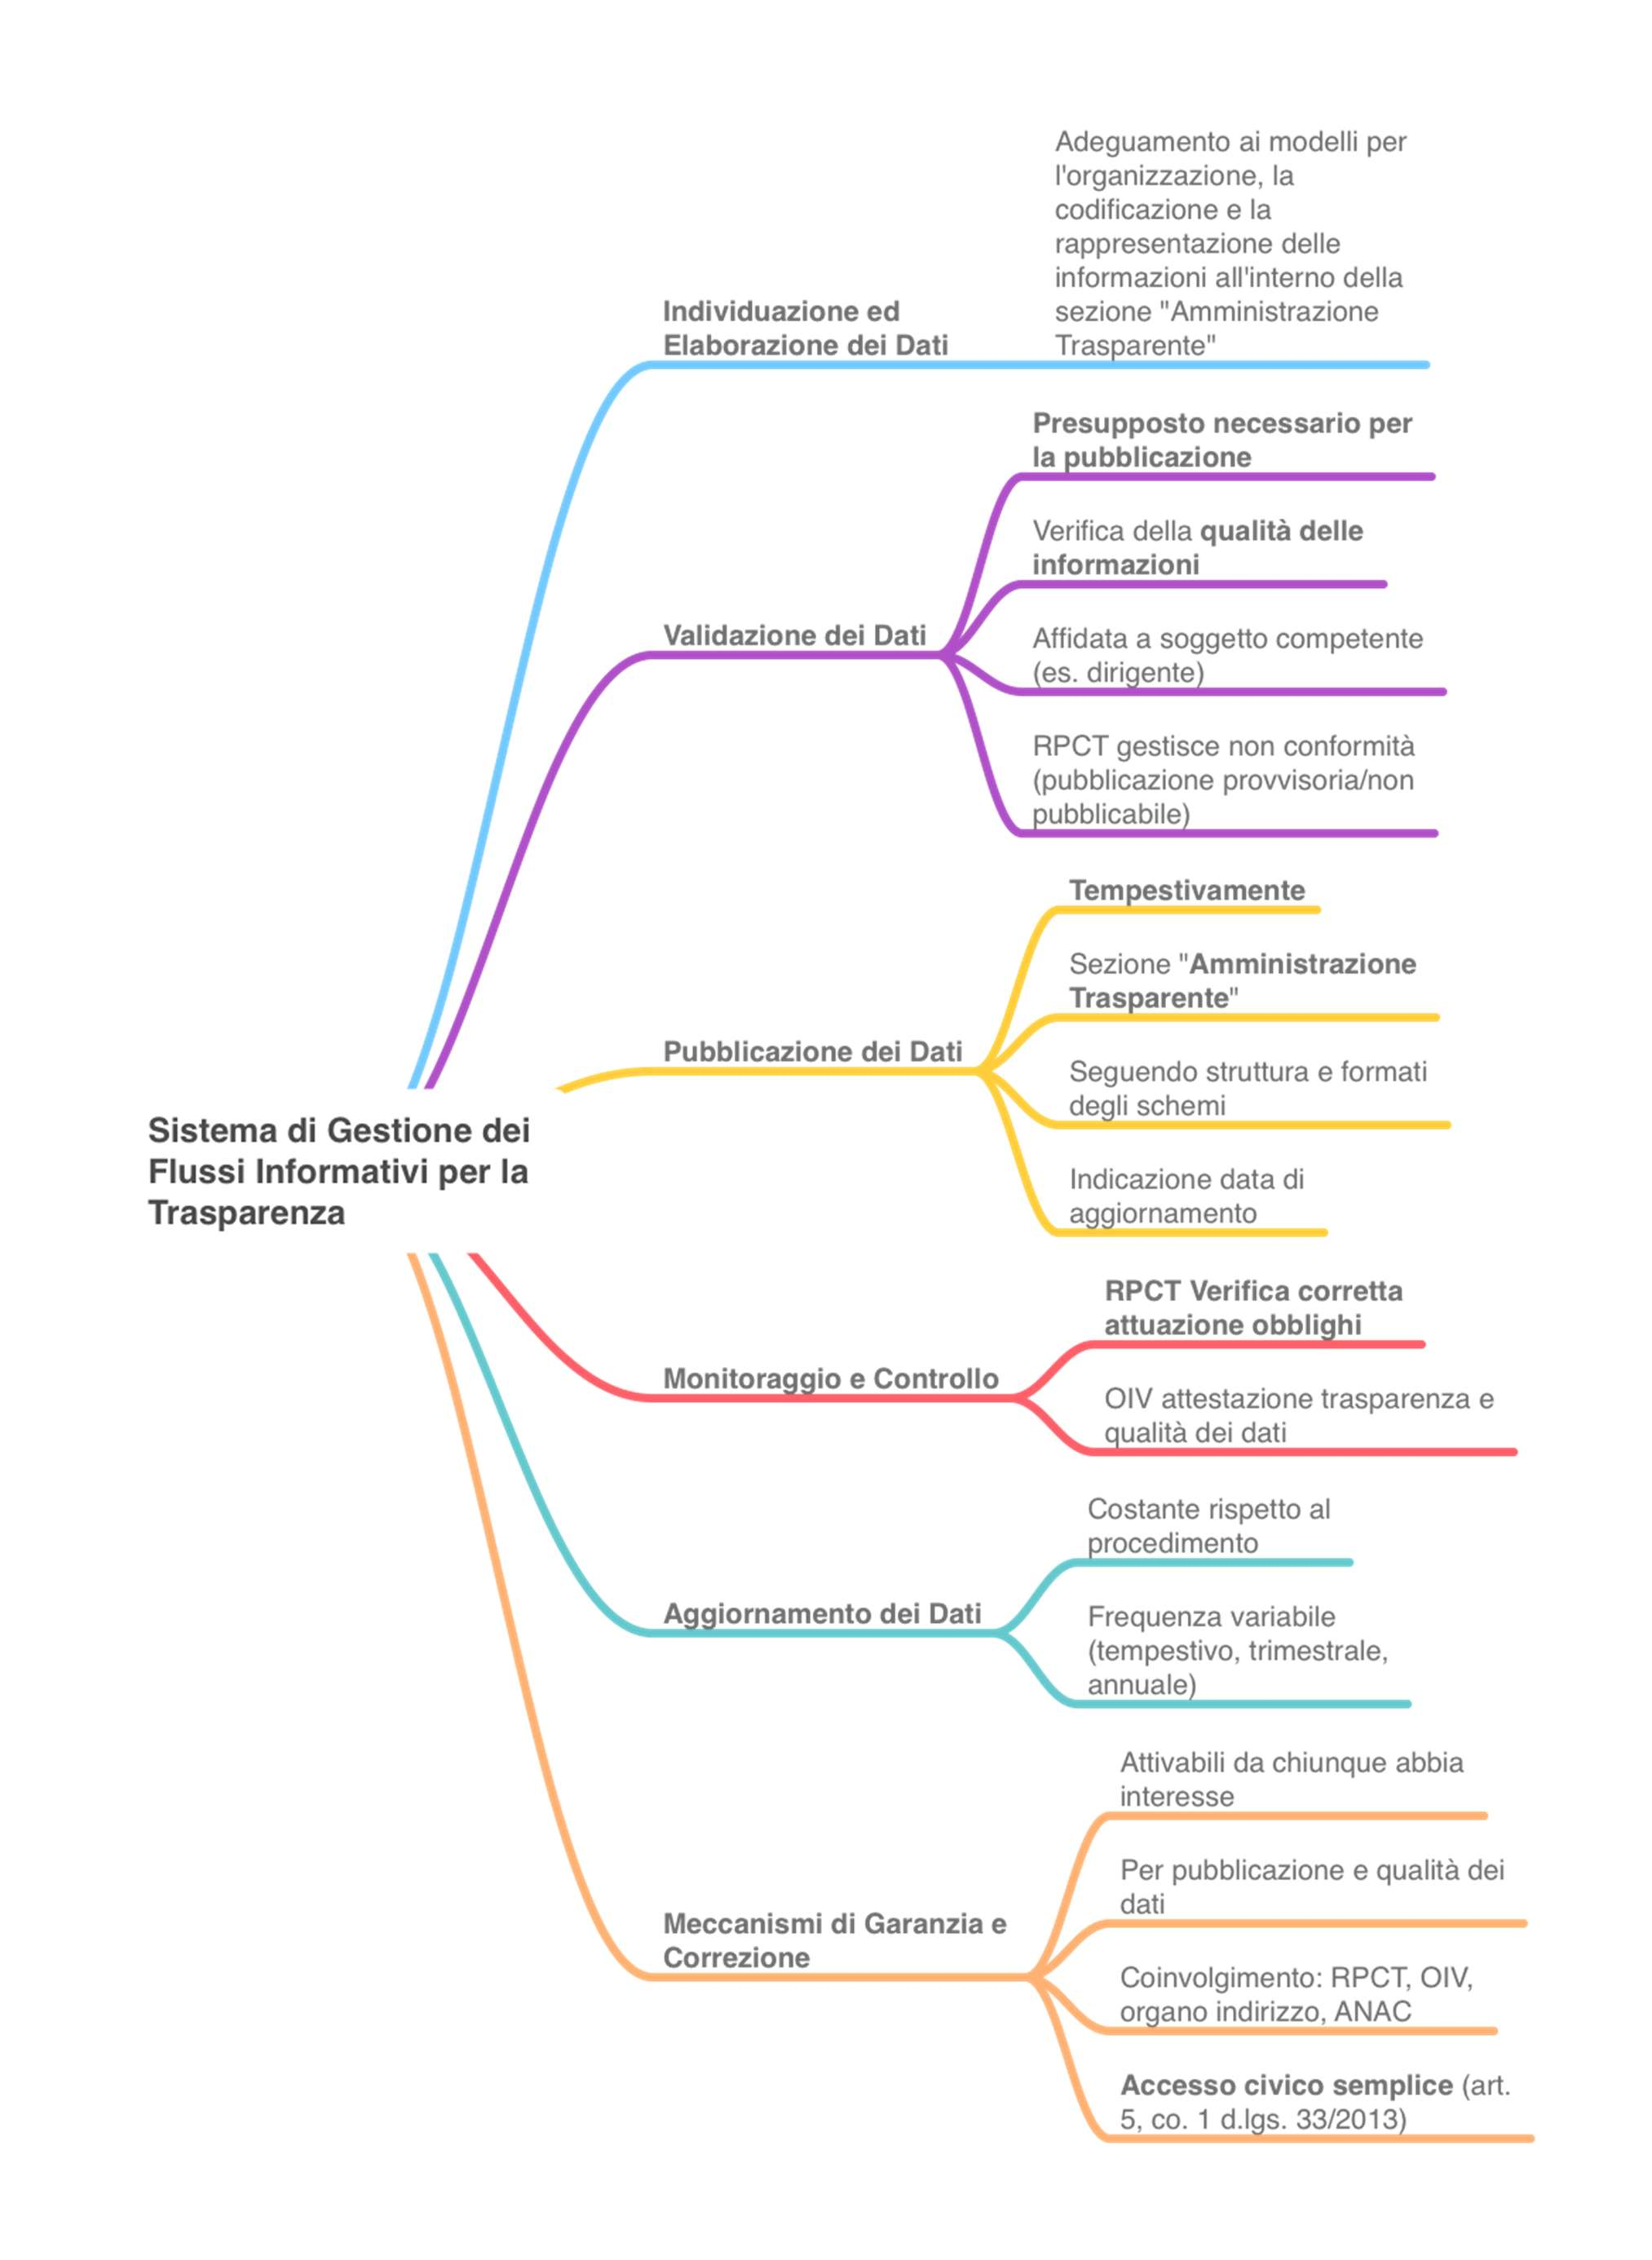 Adeguamento ai modelli per
l'organizzazione, la
codificazione e la
rappresentazione delle
informazioni all'interno della
sezione "Amministrazione
Trasparente"
Individuazione ed
Elaborazione dei Dati
Presupposto necessario per
la pubblicazione
Verifica della qualità delle
informazioni
Validazione dei Dati
Affidata a soggetto competente
(es. dirigente)
RPCT gestisce non conformità
(pubblicazione provvisoria/non
pubblicabile)
Tempestivamente
Sezione "Amministrazione
Trasparente"
Pubblicazione dei Dati
Seguendo struttura e formati
degli schemi
Indicazione data di
aggiornamento
Sistema di Gestione dei
Flussi Informativi per la
Trasparenza
RPCT Verifica corretta
attuazione obblighi
Monitoraggio e Controllo
OIV attestazione trasparenza e
qualità dei dati
Costante rispetto al
procedimento
Aggiornamento dei Dati
Frequenza variabile
(tempestivo, trimestrale,
annuale)
Attivabili da chiunque abbia
interesse
Per pubblicazione e qualità dei
dati
Meccanismi di Garanzia e
Correzione
Coinvolgimento: RPCT, OIV,
organo indirizzo, ANAC
Accesso civico semplice (art.
5, co. 1 d.lgs. 33/2013)